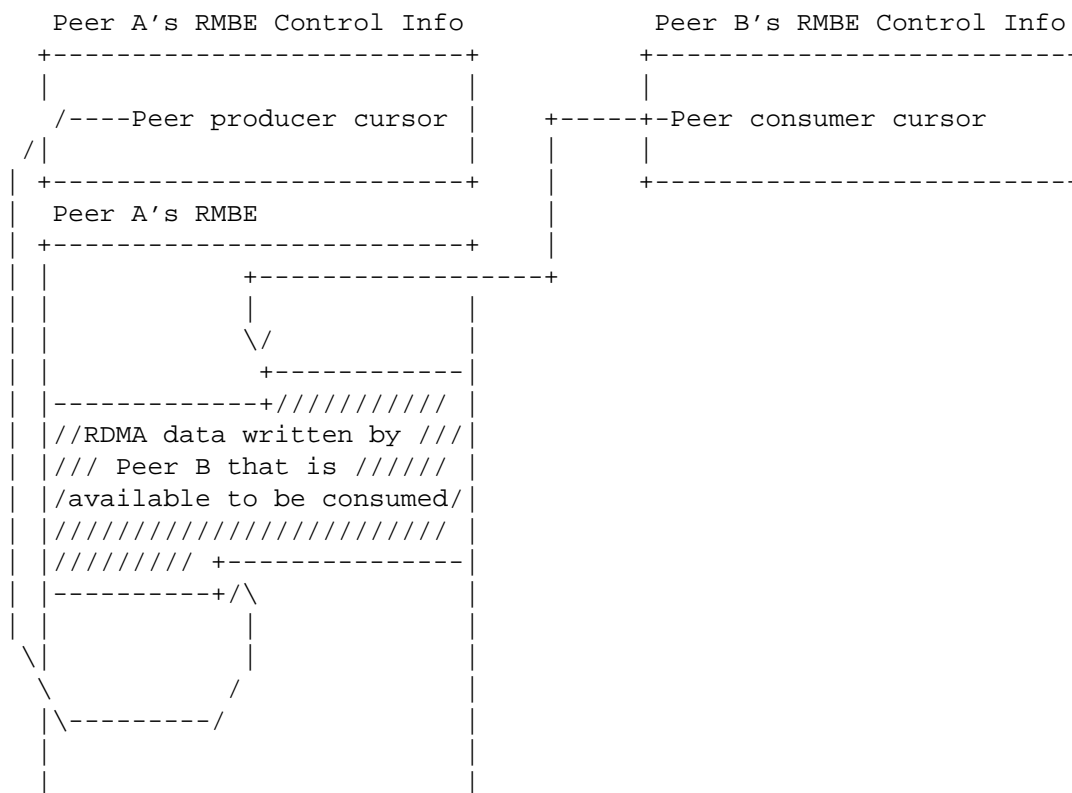 Peer A's RMBE Control Info Peer B's RMBE Control Info
/----Peer producer cursor +-----+-Peer consumer cursor
Peer A's RMBE
//RDMA data written by ///
/// Peer B that is //////
/available to be consumed/